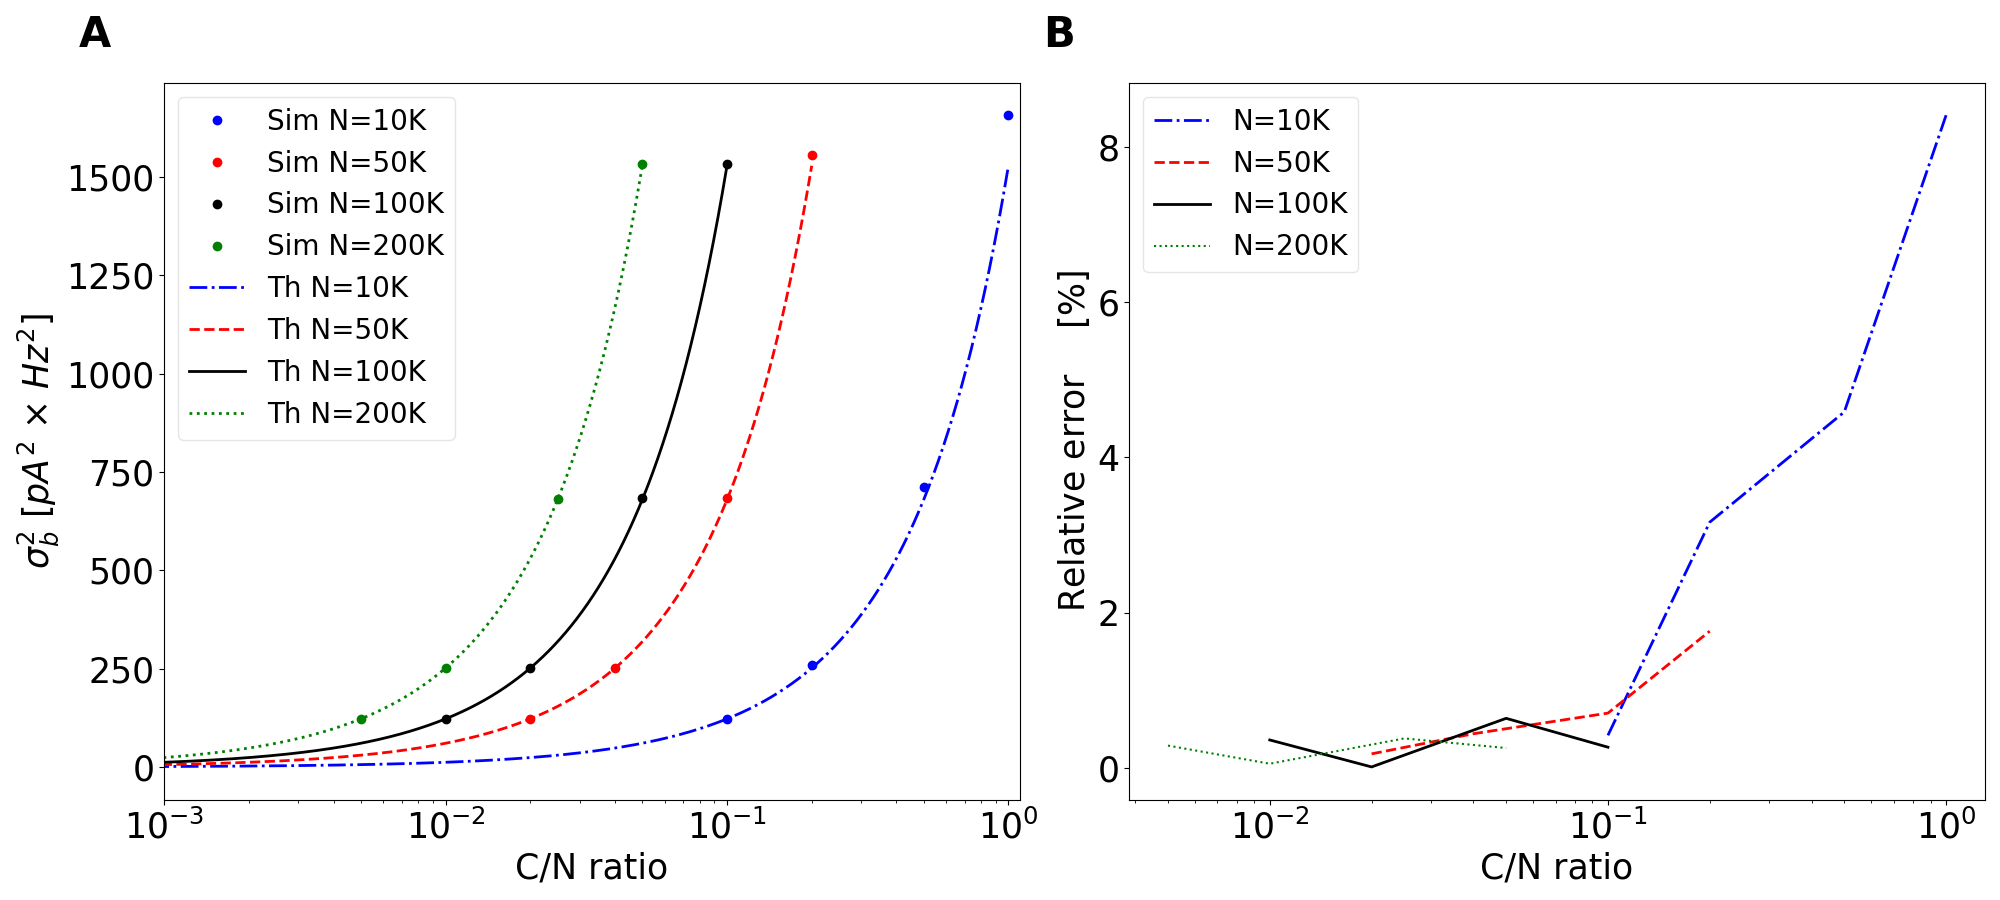 A
Sim N=10K
Sim N=50K
Sim N=100K
Sim N=200K
Th N=10K
Th N=50K
Th N=100K
Th N=200K
1500
1250
1000
750
500
250
0
σ_b^2 [pA^2 × Hz^2]
10^−3
10^−2
10^−1
10^0
C/N ratio
B
N=10K
N=50K
N=100K
N=200K
8
6
4
2
0
Relative error [%]
10^−2
10^−1
10^0
C/N ratio